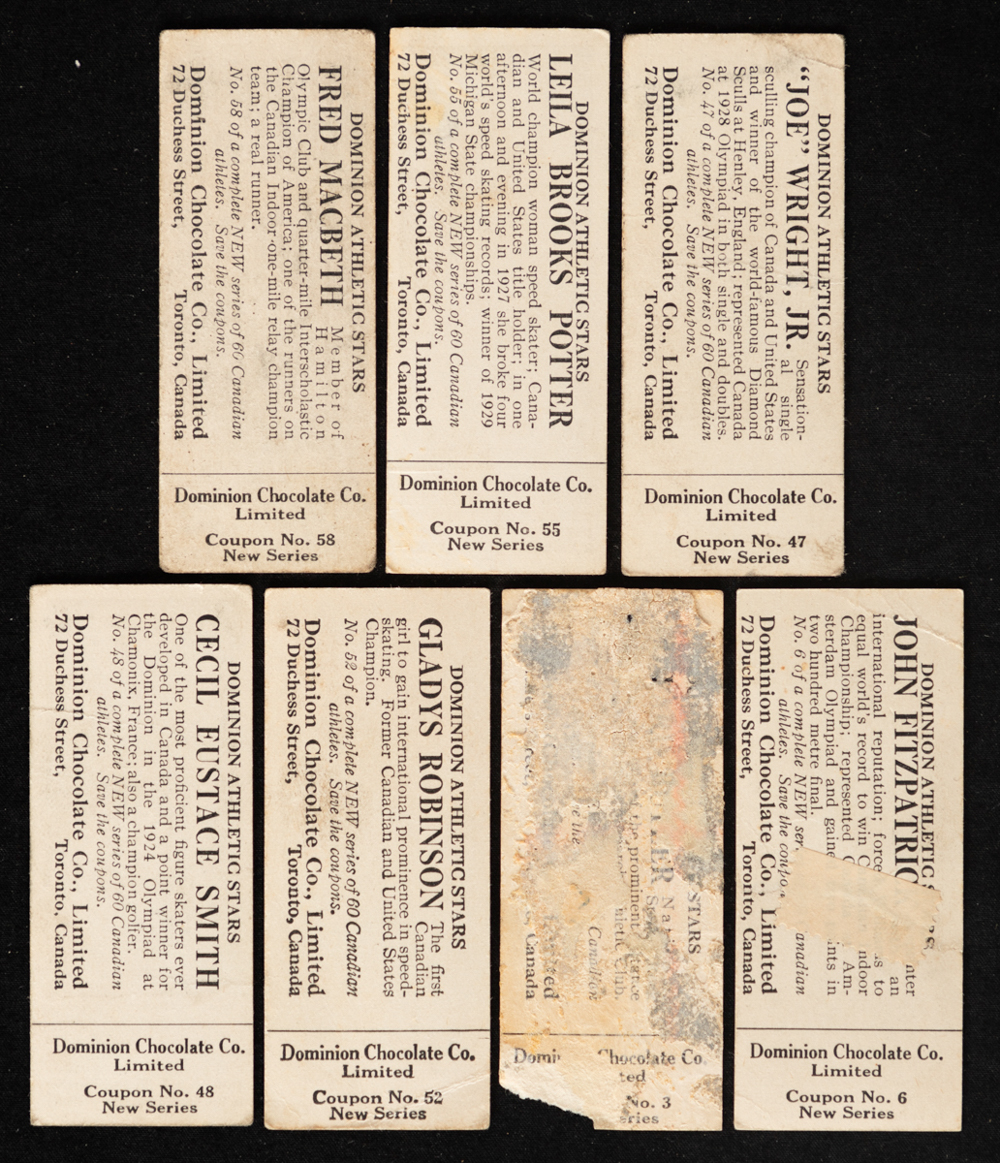 DOMINION ATHLETIC STARS
FRED MACBETH Member of
Hamilton
Olympic Club and quarter-mile Interscholastic
Champion of America; one of the runners on
the Canadian Indoor one-mile relay champion
team; a real runner.
No. 58 of a complete NEW series of 60 Canadian
athletes. Save the coupons.
Dominion Chocolate Co., Limited
72 Duchess Street, Toronto, Canada
Dominion Chocolate Co.
Limited
Coupon No. 58
New Series
DOMINION ATHLETIC STARS
LEILA BROOKS POTTER
World champion woman speed skater; Cana-
dian and United States title holder; in one
afternoon and evening in 1927 she broke four
world's speed skating records; winner of 1929
Michigan State championships.
No. 55 of a complete NEW series of 60 Canadian
athletes. Save the coupons.
Dominion Chocolate Co., Limited
72 Duchess Street, Toronto, Canada
Dominion Chocolate Co.
Limited
Coupon No. 55
New Series
DOMINION ATHLETIC STARS
"JOE" WRIGHT, JR. Sensation-
al single
sculling champion of Canada and United States
and winner of the world-famous Diamond
Sculls at Henley, England; represented Canada
at 1928 Olympiad in both single and doubles.
No. 47 of a complete NEW series of 60 Canadian
athletes. Save the coupons.
Dominion Chocolate Co., Limited
72 Duchess Street, Toronto, Canada
Dominion Chocolate Co.
Limited
Coupon No. 47
New Series
DOMINION ATHLETIC STARS
CECIL EUSTACE SMITH
One of the most proficient figure skaters ever
developed in Canada and a point winner for
the Dominion in the 1924 Olympiad at
Chamonix, France; also a champion golfer.
No. 48 of a complete NEW series of 60 Canadian
athletes. Save the coupons.
Dominion Chocolate Co., Limited
72 Duchess Street, Toronto, Canada
Dominion Chocolate Co.
Limited
Coupon No. 48
New Series
DOMINION ATHLETIC STARS
GLADYS ROBINSON The first
Canadian
girl to gain international prominence in speed-
skating. Former Canadian and United States
Champion.
No. 52 of a complete NEW series of 60 Canadian
athletes. Save the coupons.
Dominion Chocolate Co., Limited
72 Duchess Street, Toronto, Canada
Dominion Chocolate Co.
Limited
Coupon No. 52
New Series
STARS
prominent
Canadian
Canada
Chocolate Co
No. 3
DOMINION ATHLETIC
JOHN FITZPATRIC
an
international reputation; force to
equal world's record to win
Championship; represented Am-
sterdam Olympiad and gaine in
two hundred metre final.
No. 6 of a complete NEW
athletes. Save the
Dominion Chocolate Co., Limited
72 Duchess Street, Toronto, Canada
Dominion Chocolate Co.
Limited
Coupon No. 6
New Series